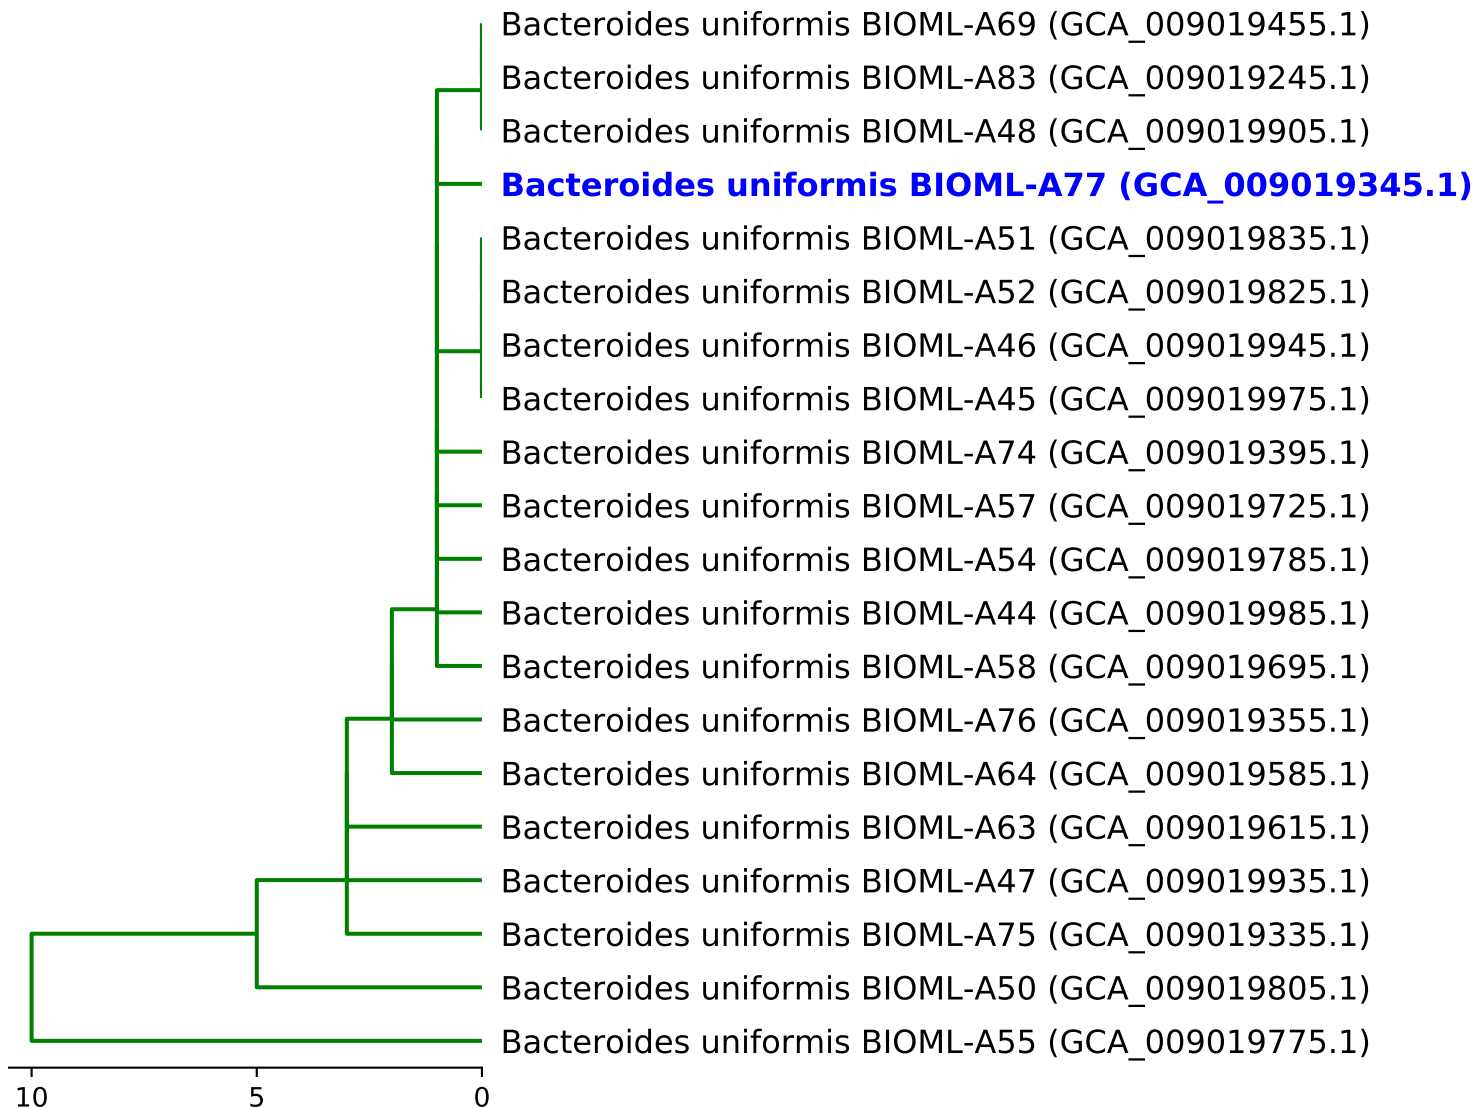 Bacteroides uniformis BIOML-A69 (GCA_009019455.1)
Bacteroides uniformis BIOML-A83 (GCA_009019245.1)
Bacteroides uniformis BIOML-A48 (GCA_009019905.1)
Bacteroides uniformis BIOML-A77 (GCA_009019345.1)
Bacteroides uniformis BIOML-A51 (GCA_009019835.1)
Bacteroides uniformis BIOML-A52 (GCA_009019825.1)
Bacteroides uniformis BIOML-A46 (GCA_009019945.1)
Bacteroides uniformis BIOML-A45 (GCA_009019975.1)
Bacteroides uniformis BIOML-A74 (GCA_009019395.1)
Bacteroides uniformis BIOML-A57 (GCA_009019725.1)
Bacteroides uniformis BIOML-A54 (GCA_009019785.1)
Bacteroides uniformis BIOML-A44 (GCA_009019985.1)
Bacteroides uniformis BIOML-A58 (GCA_009019695.1)
Bacteroides uniformis BIOML-A76 (GCA_009019355.1)
Bacteroides uniformis BIOML-A64 (GCA_009019585.1)
Bacteroides uniformis BIOML-A63 (GCA_009019615.1)
Bacteroides uniformis BIOML-A47 (GCA_009019935.1)
Bacteroides uniformis BIOML-A75 (GCA_009019335.1)
Bacteroides uniformis BIOML-A50 (GCA_009019805.1)
Bacteroides uniformis BIOML-A55 (GCA_009019775.1)
10 5 0